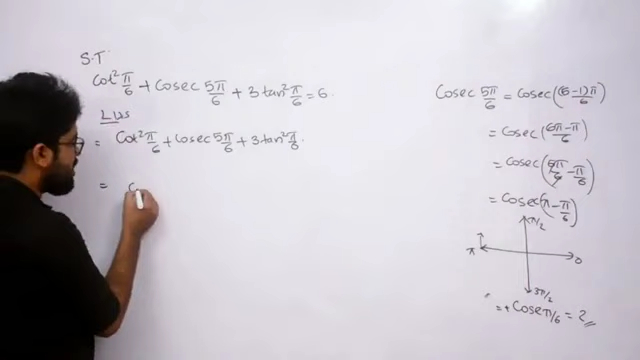 S.T
Cot² π/6 + Cosec 5π/6 + 3 tan² π/6 = 6.
LHS
= Cot² π/6 + Cosec 5π/6 + 3 tan² π/6.
= (
Cosec 5π/6 = Cosec((6-1)π/6)
= Cosec(6π-π/6)
= Cosec(6π/6 - π/6)
= Cosec(π - π/6)
π/2
π
0
3π/2
" = + Cosec π/6 = 2